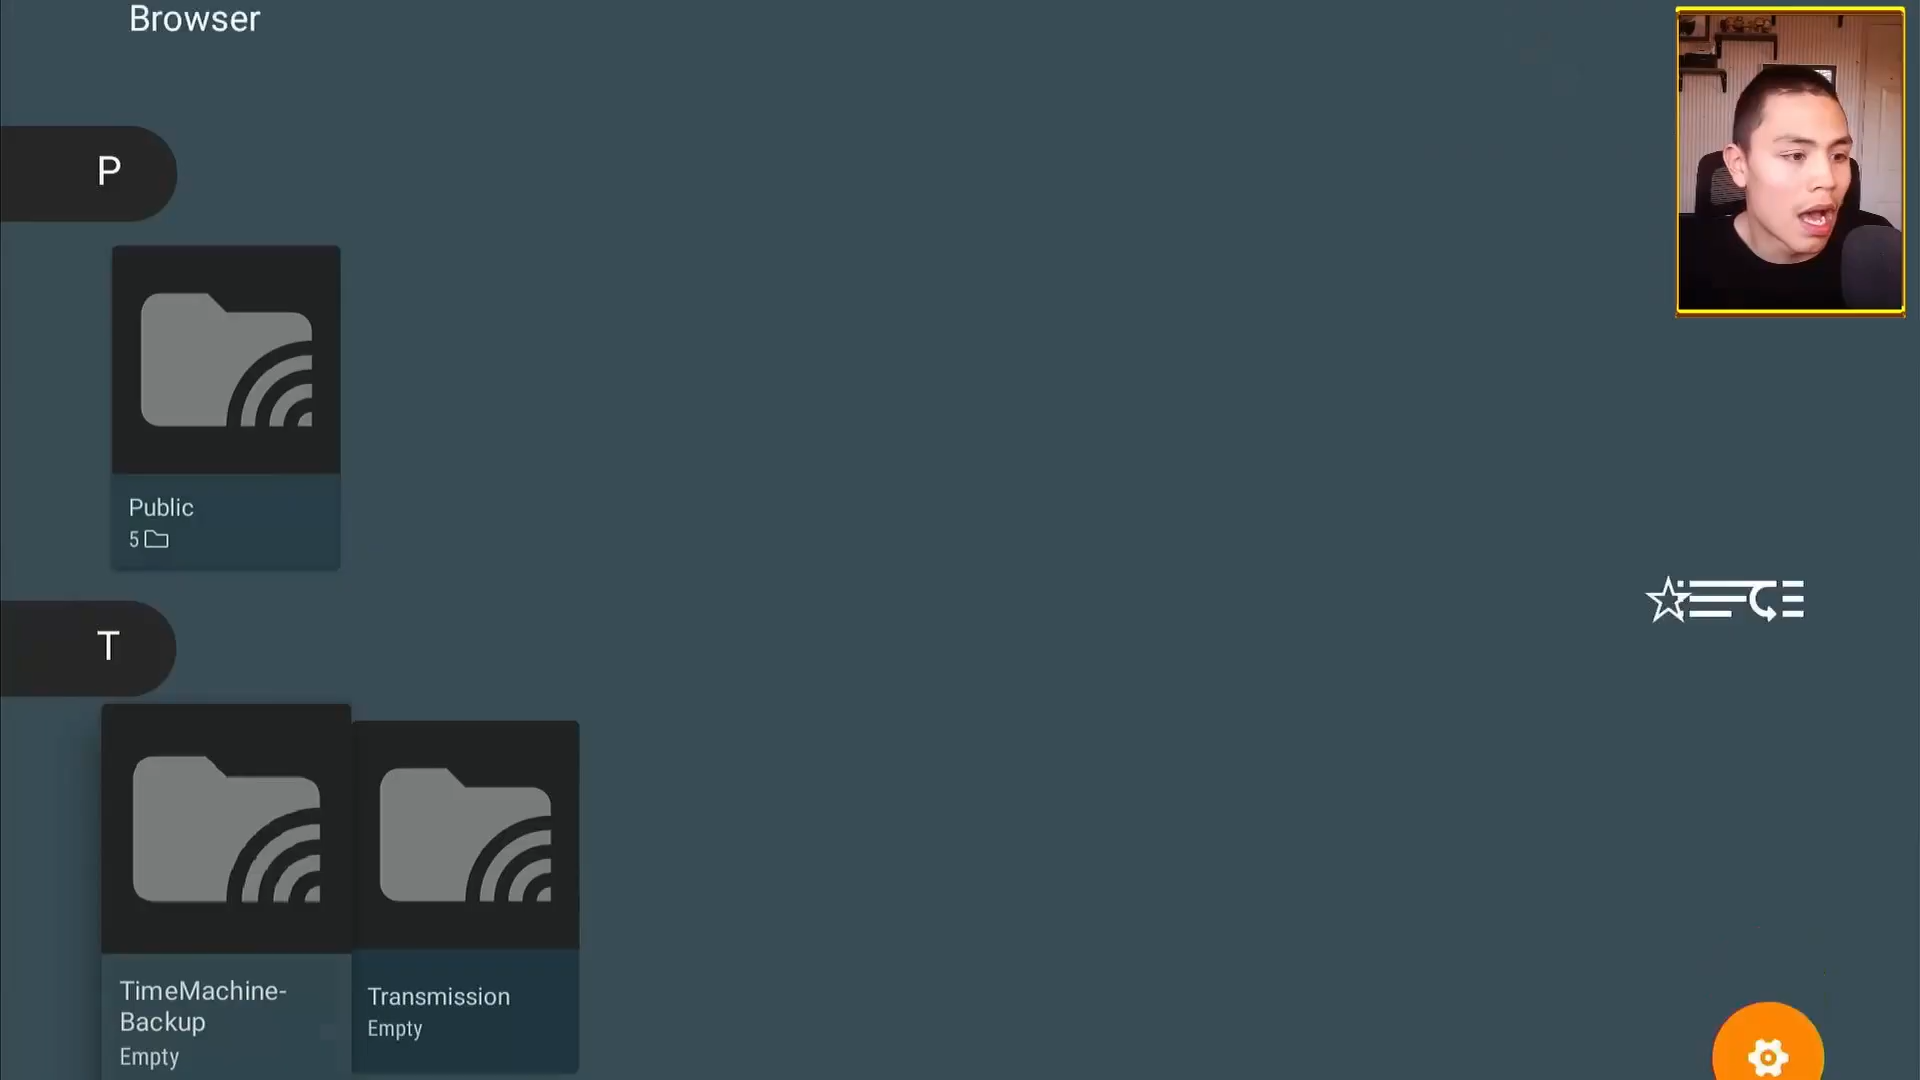 Browser
P
Public
5
T
TimeMachine-
Backup
Empty
Transmission
Empty